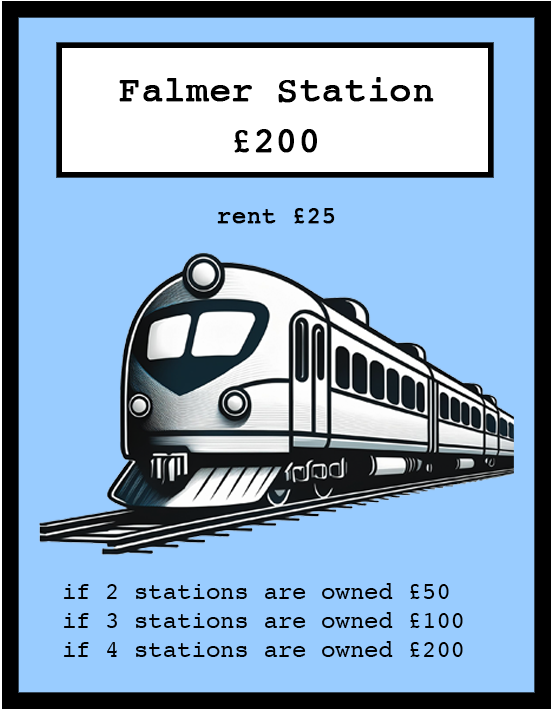 Falmer Station
£200
rent £25
if 2 stations are owned £50
if 3 stations are owned £100
if 4 stations are owned £200